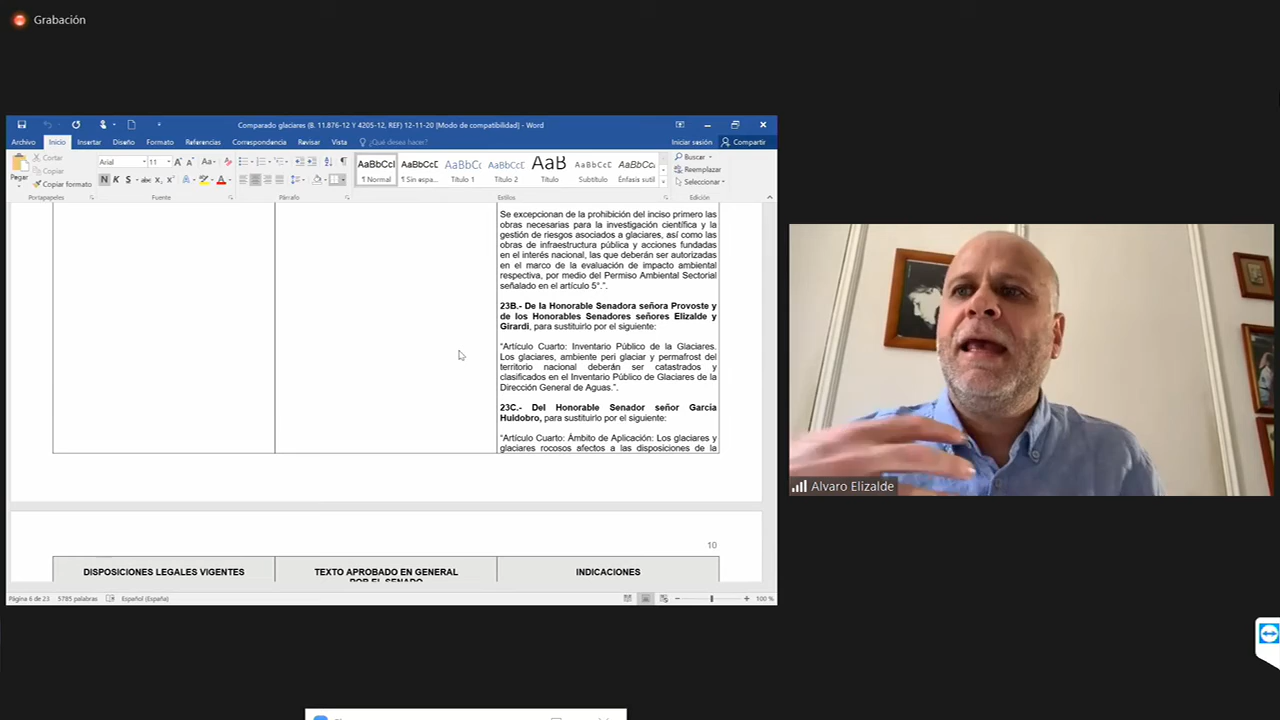 Grabación
Comparado glaciares (B. 11.876-12 Y 4205-12, REF) 12-11-20 [Modo de compatibilidad] - Word
Archivo Inicio Insertar Diseño Formato Referencias Correspondencia Revisar Vista ¿Qué desea hacer? Iniciar sesión Compartir
Pegar
Cortar
Copiar
Copiar formato
Portapapeles
Arial 11
N K S abc
Fuente
Párrafo
AaBbCcI AaBbCcD AaBbCc AaBbCcC AaB AaBbCcD AaBbCcD
¶ Normal ¶ Sin espa... Título 1 Título 2 Título Subtítulo Énfasis sutil
Estilos
Buscar
Reemplazar
Seleccionar
Edición
Se excepcionan de la prohibición del inciso primero las
obras necesarias para la investigación científica y la
gestión de riesgos asociados a glaciares, así como las
obras de infraestructura pública y acciones fundadas
en el interés nacional, las que deberán ser autorizadas
en el marco de la evaluación de impacto ambiental
respectiva, por medio del Permiso Ambiental Sectorial
señalado en el artículo 5°.”.
23B.- De la Honorable Senadora señora Provoste y
de los Honorables Senadores señores Elizalde y
Girardi, para sustituirlo por el siguiente:
“Artículo Cuarto: Inventario Público de la Glaciares.
Los glaciares, ambiente peri glaciar y permafrost del
territorio nacional deberán ser catastrados y
clasificados en el Inventario Público de Glaciares de la
Dirección General de Aguas.”.
23C.- Del Honorable Senador señor García
Huidobro, para sustituirlo por el siguiente:
“Artículo Cuarto: Ámbito de Aplicación: Los glaciares y
glaciares rocosos afectos a las disposiciones de la
10
DISPOSICIONES LEGALES VIGENTES
TEXTO APROBADO EN GENERAL
POR EL SENADO
INDICACIONES
Página 6 de 23 5785 palabras Español (España) 100 %
Alvaro Elizalde